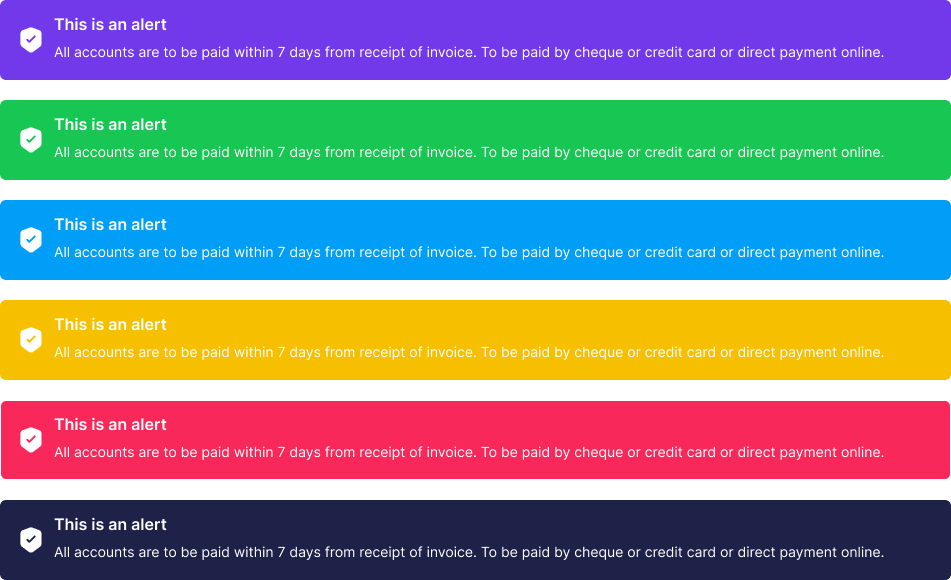 This is an alert
All accounts are to be paid within 7 days from receipt of invoice. To be paid by cheque or credit card or direct payment online.
This is an alert
All accounts are to be paid within 7 days from receipt of invoice. To be paid by cheque or credit card or direct payment online.
This is an alert
All accounts are to be paid within 7 days from receipt of invoice. To be paid by cheque or credit card or direct payment online.
This is an alert
All accounts are to be paid within 7 days from receipt of invoice. To be paid by cheque or credit card or direct payment online.
This is an alert
All accounts are to be paid within 7 days from receipt of invoice. To be paid by cheque or credit card or direct payment online.
This is an alert
All accounts are to be paid within 7 days from receipt of invoice. To be paid by cheque or credit card or direct payment online.